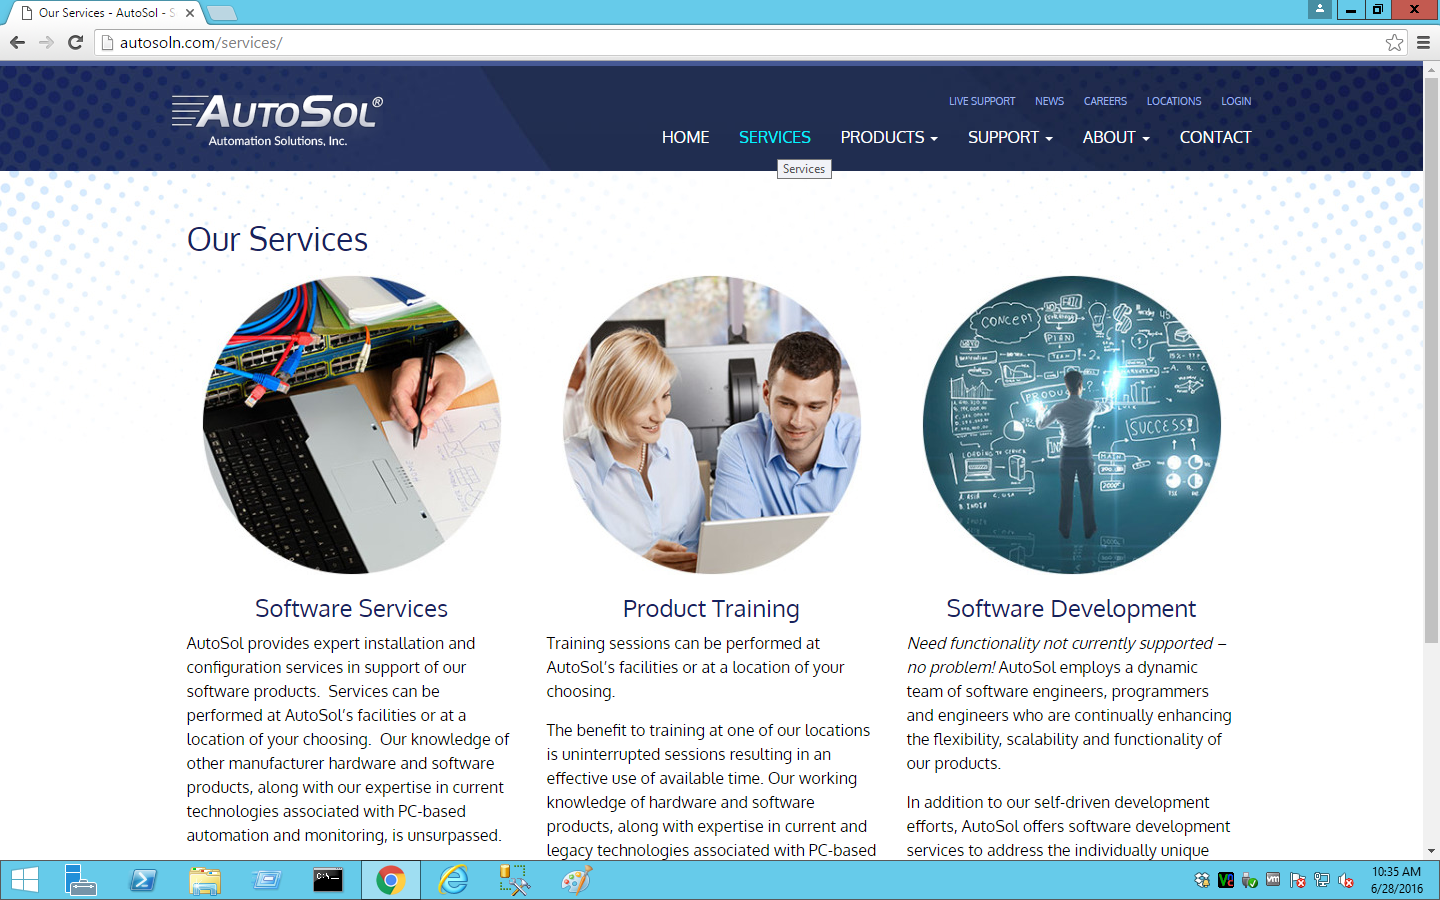 Our Services - AutoSol - S
autosoln.com/services/
LIVE SUPPORT NEWS CAREERS LOCATIONS LOGIN
AUTOSOL®
Automation Solutions, Inc.
HOME SERVICES PRODUCTS SUPPORT ABOUT CONTACT
Services
Our Services
CONCEPT
PLAN
SUCCESS!
LOADING TO SERVER
Software Services
AutoSol provides expert installation and
configuration services in support of our
software products. Services can be
performed at AutoSol's facilities or at a
location of your choosing. Our knowledge of
other manufacturer hardware and software
products, along with our expertise in current
technologies associated with PC-based
automation and monitoring, is unsurpassed.
Product Training
Training sessions can be performed at
AutoSol's facilities or at a location of your
choosing.
The benefit to training at one of our locations
is uninterrupted sessions resulting in an
effective use of available time. Our working
knowledge of hardware and software
products, along with expertise in current and
legacy technologies associated with PC-based
Software Development
Need functionality not currently supported –
no problem! AutoSol employs a dynamic
team of software engineers, programmers
and engineers who are continually enhancing
the flexibility, scalability and functionality of
our products.
In addition to our self-driven development
efforts, AutoSol offers software development
services to address the individually unique
10:35 AM
6/28/2016